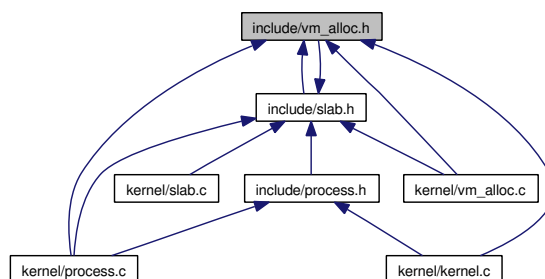 include/vm_alloc.h
include/slab.h
kernel/slab.c
include/process.h
kernel/vm_alloc.c
kernel/process.c
kernel/kernel.c